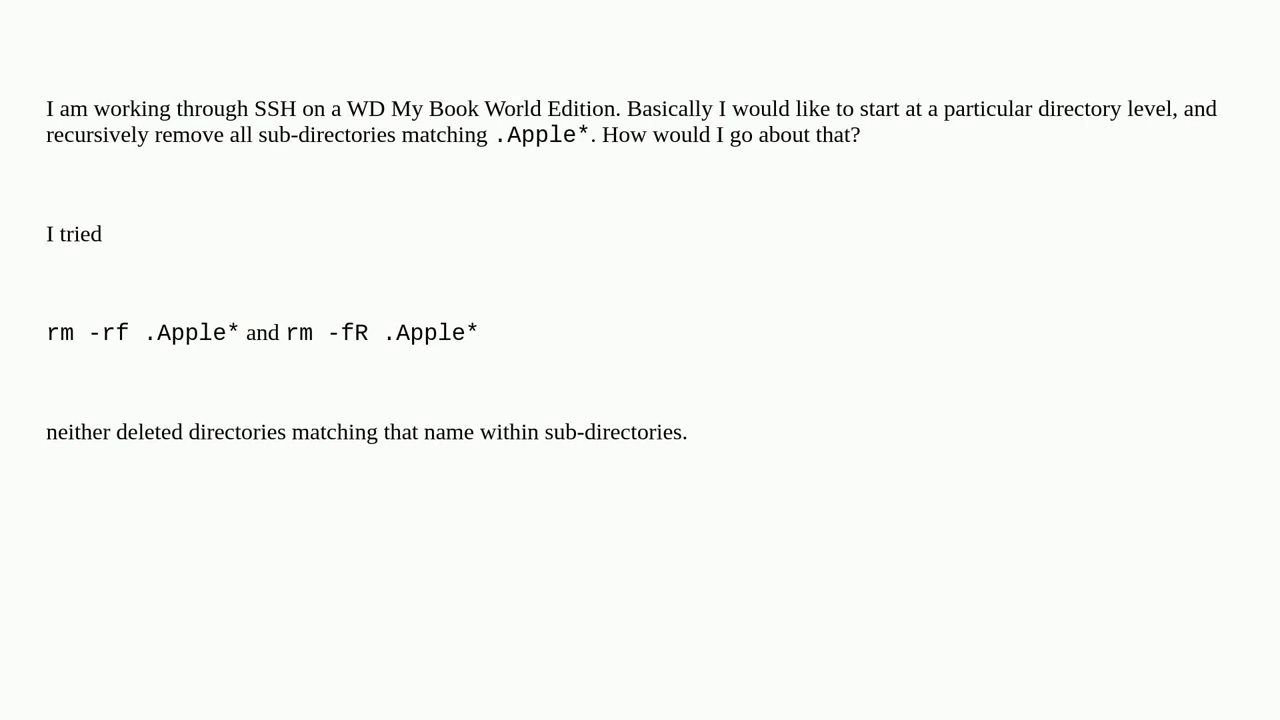 I am working through SSH on a WD My Book World Edition. Basically I would like to start at a particular directory level, and
recursively remove all sub-directories matching .Apple*. How would I go about that?
I tried
rm -rf .Apple* and rm -fR .Apple*
neither deleted directories matching that name within sub-directories.